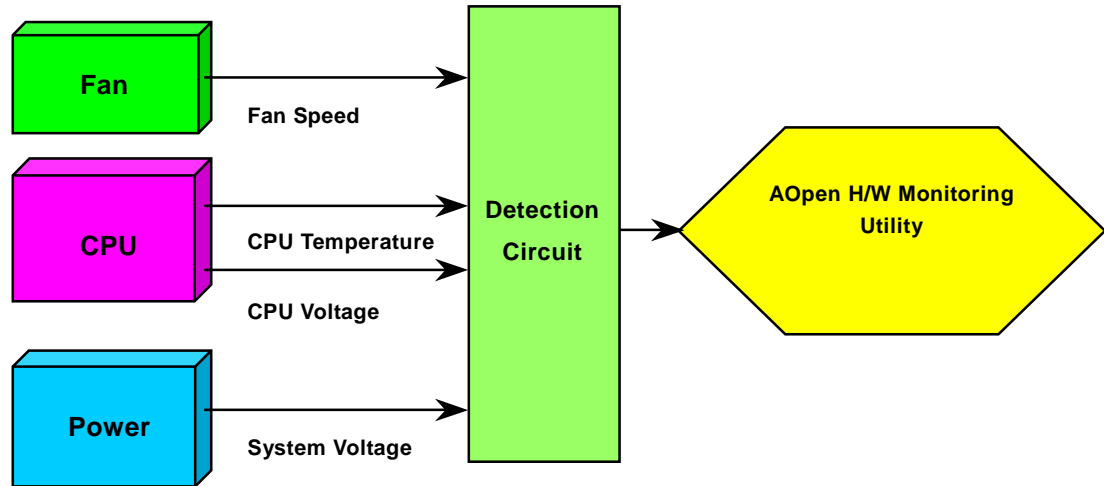 Fan
Fan Speed
CPU
CPU Temperature
CPU Voltage
Power
System Voltage
Detection
Circuit
AOpen H/W Monitoring
Utility